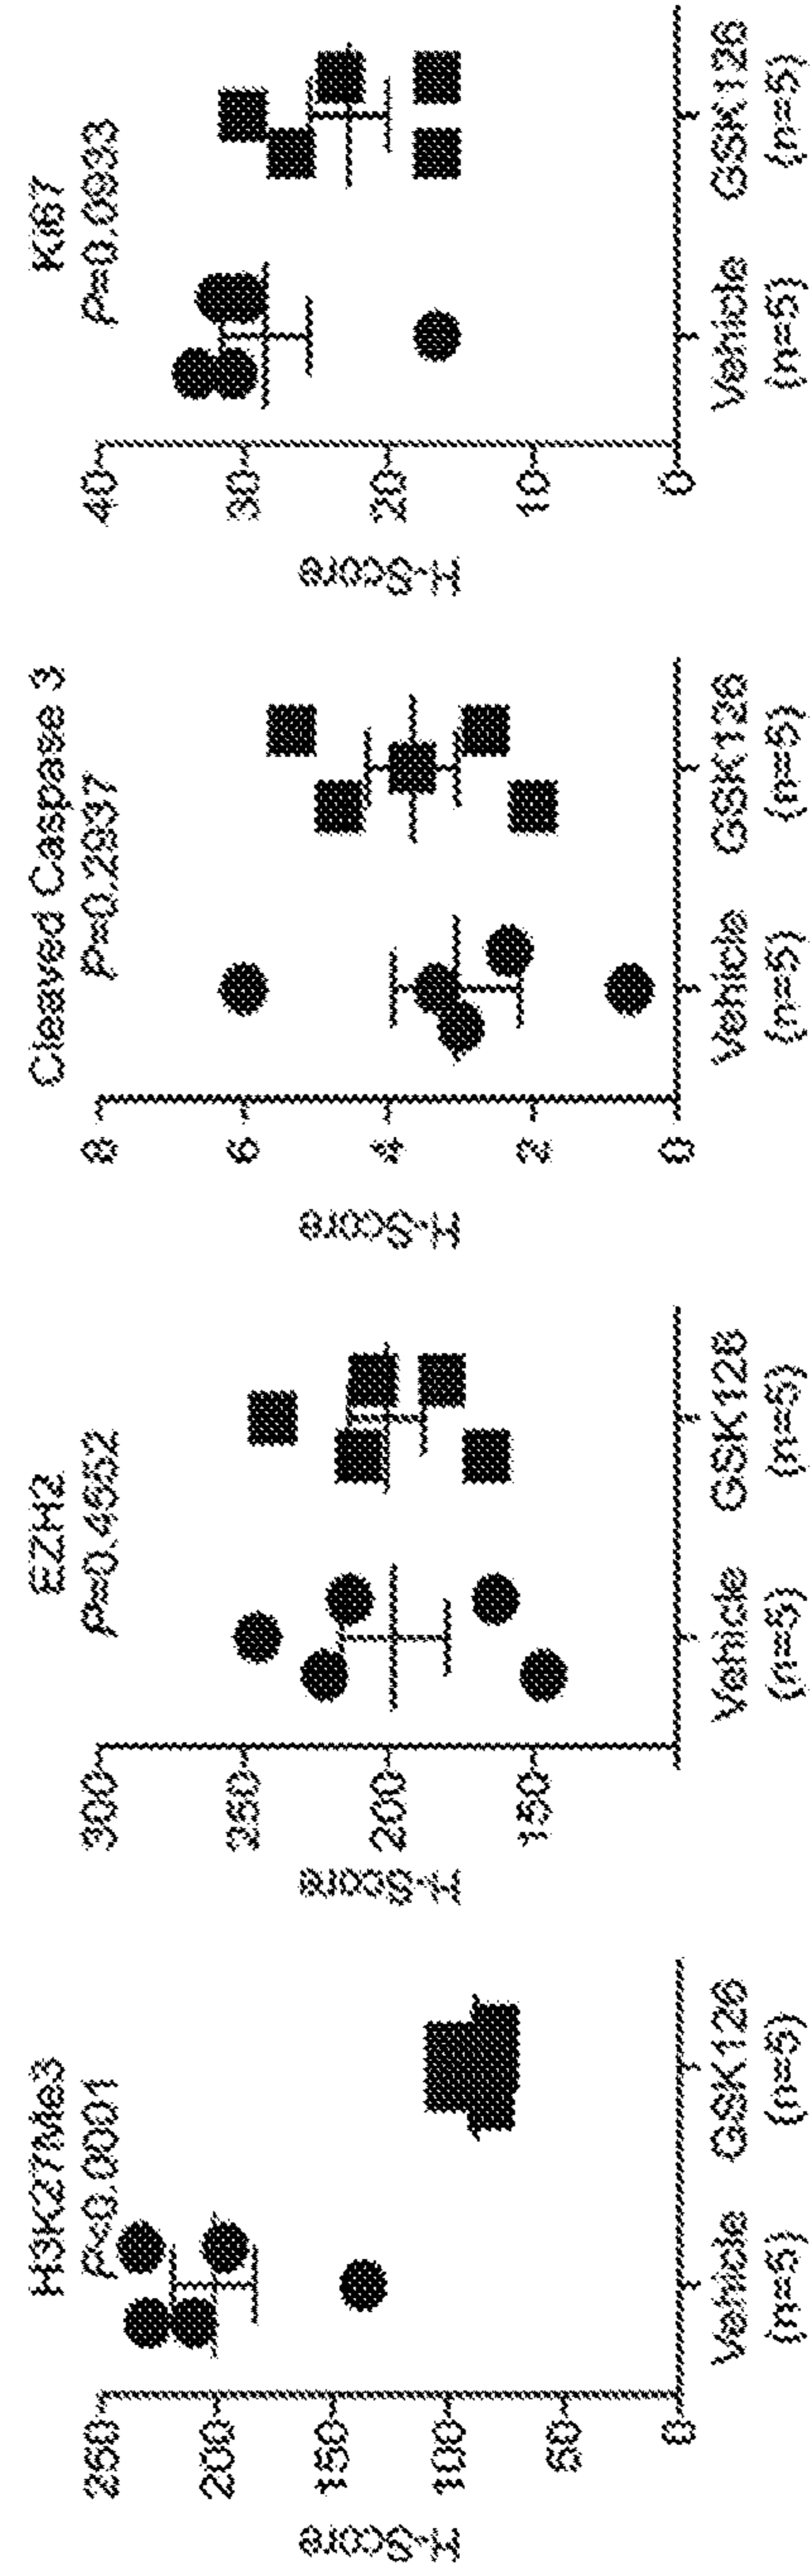 H3K27Me3
P<0.0001
H-Score
250
200
150
100
50
0
Vehicle
(n=5)
GSK126
(n=5)
EZH2
P=0.4552
H-Score
300
250
200
150
Vehicle
(n=5)
GSK126
(n=5)
Cleaved Caspase 3
P=0.2937
H-Score
8
6
4
2
0
Vehicle
(n=5)
GSK126
(n=5)
Ki67
P=0.0933
H-Score
40
30
20
10
0
Vehicle
(n=5)
GSK126
(n=5)